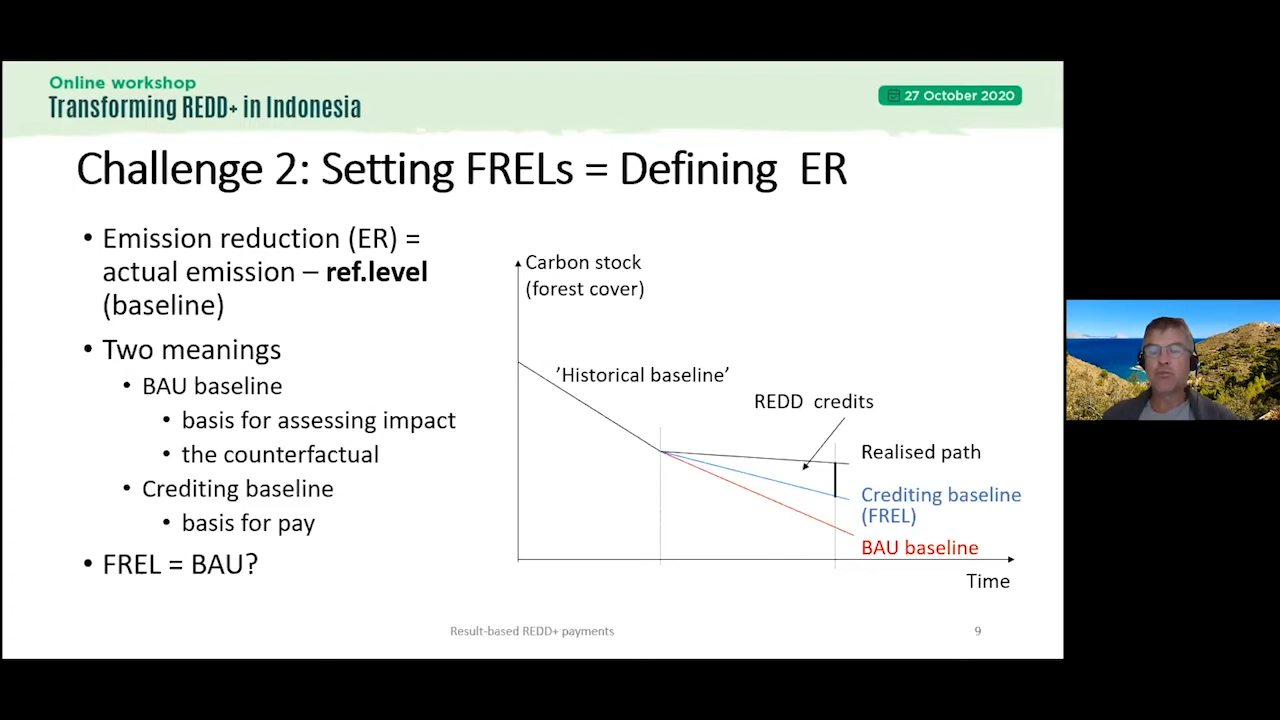 Online workshop
Transforming REDD+ in Indonesia
27 October 2020
Challenge 2: Setting FRELs = Defining ER
• Emission reduction (ER) =
actual emission – ref.level
(baseline)
• Two meanings
• BAU baseline
• basis for assessing impact
• the counterfactual
• Crediting baseline
• basis for pay
• FREL = BAU?
Carbon stock
(forest cover)
’Historical baseline’
REDD credits
Realised path
Crediting baseline
(FREL)
BAU baseline
Time
Result-based REDD+ payments
9